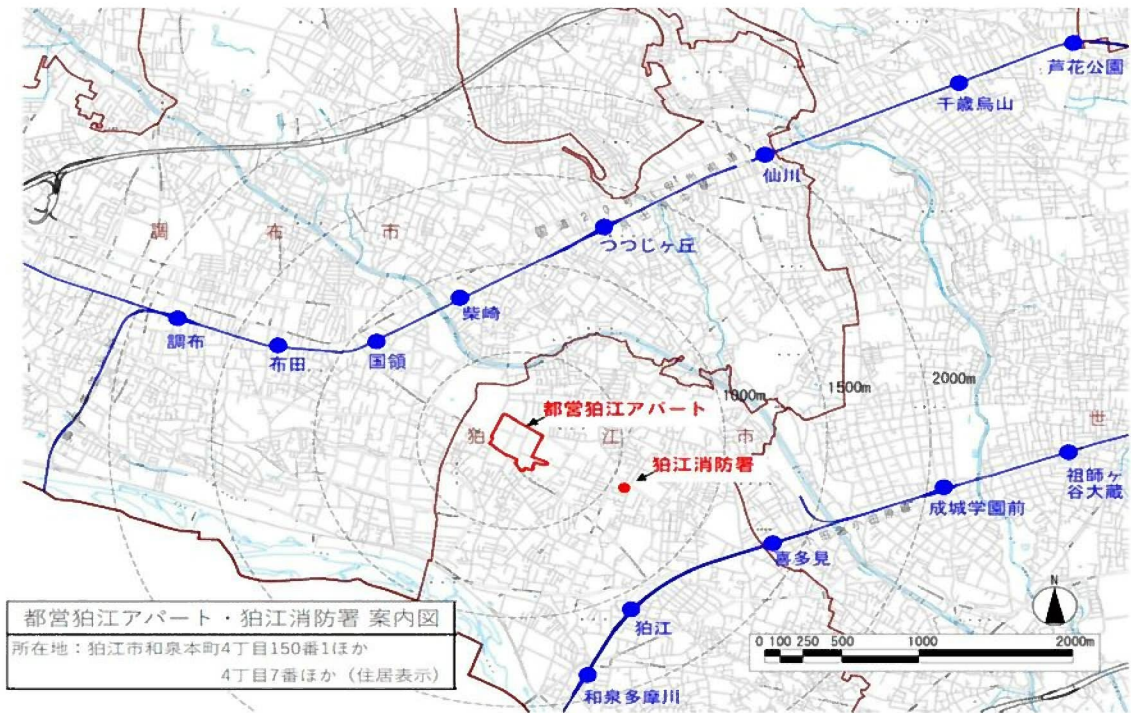 芦花公園
千歳烏山
仙川
つつじヶ丘
調 布 市
柴崎
調布
布田
国領
2000m
1500m
1000m
都営狛江アパート
狛 江 市
世
狛江消防署
祖師ヶ
谷大蔵
成城学園前
喜多見
狛江
和泉多摩川
N
0 100 250 500 1000 2000m
都営狛江アパート・狛江消防署 案内図
所在地：狛江市和泉本町4丁目150番1ほか
4丁目7番ほか（住居表示）